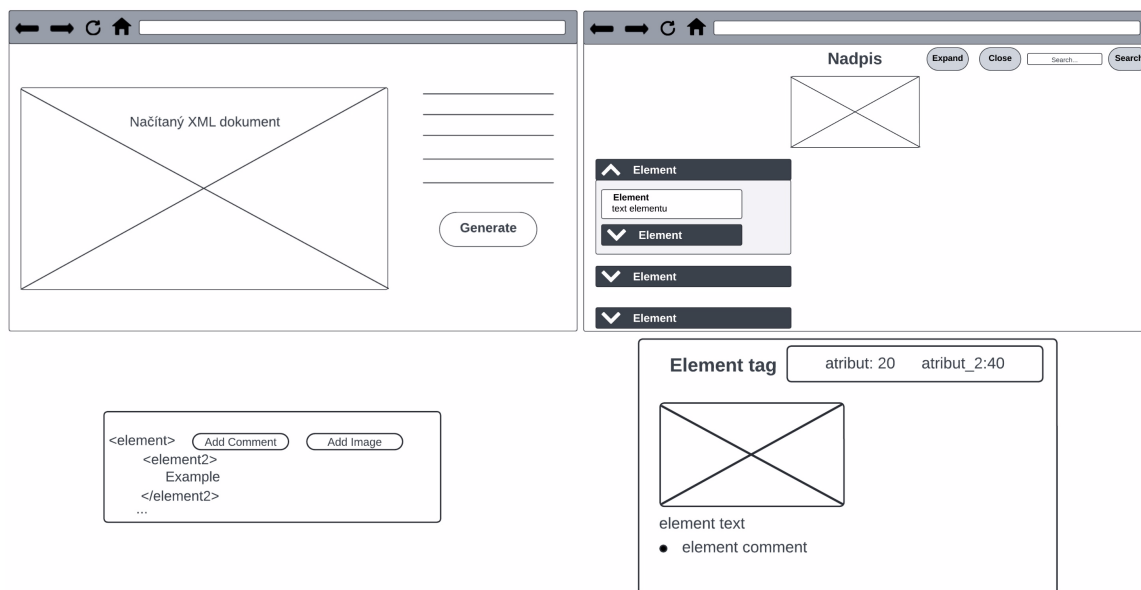 Načítaný XML dokument
Generate
Nadpis
Expand
Close
Search...
Search
Element
Element
text elementu
Element
Element
Element
<element>
Add Comment
Add Image
<element2>
Example
</element2>
...
Element tag
atribut: 20
atribut_2:40
element text
element comment